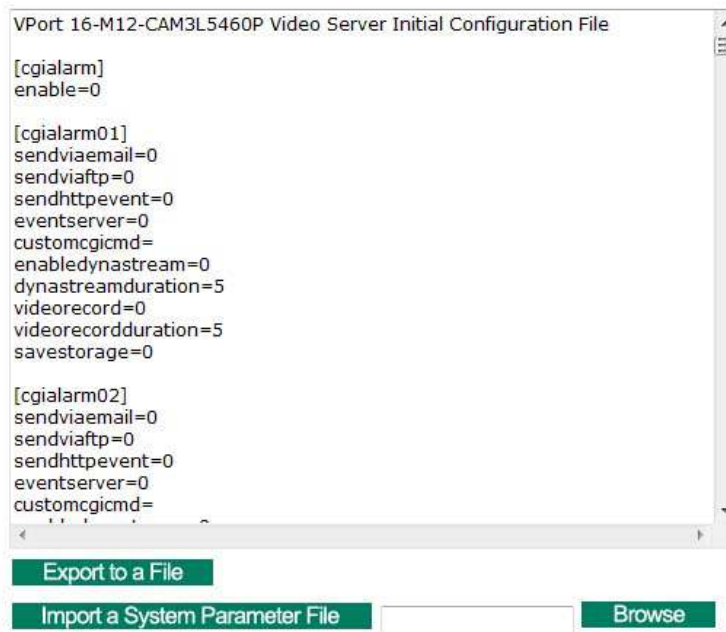 VPort 16-M12-CAM3L5460P Video Server Initial Configuration File
[cgialarm]
enable=0
[cgialarm01]
sendviaemail=0
sendviaftp=0
sendhttpevent=0
eventserver=0
customcgicmd=
enabledynastream=0
dynastreamduration=5
videorecord=0
videorecordduration=5
savestorage=0
[cgialarm02]
sendviaemail=0
sendviaftp=0
sendhttpevent=0
eventserver=0
customcgicmd=
Export to a File
Import a System Parameter File
Browse